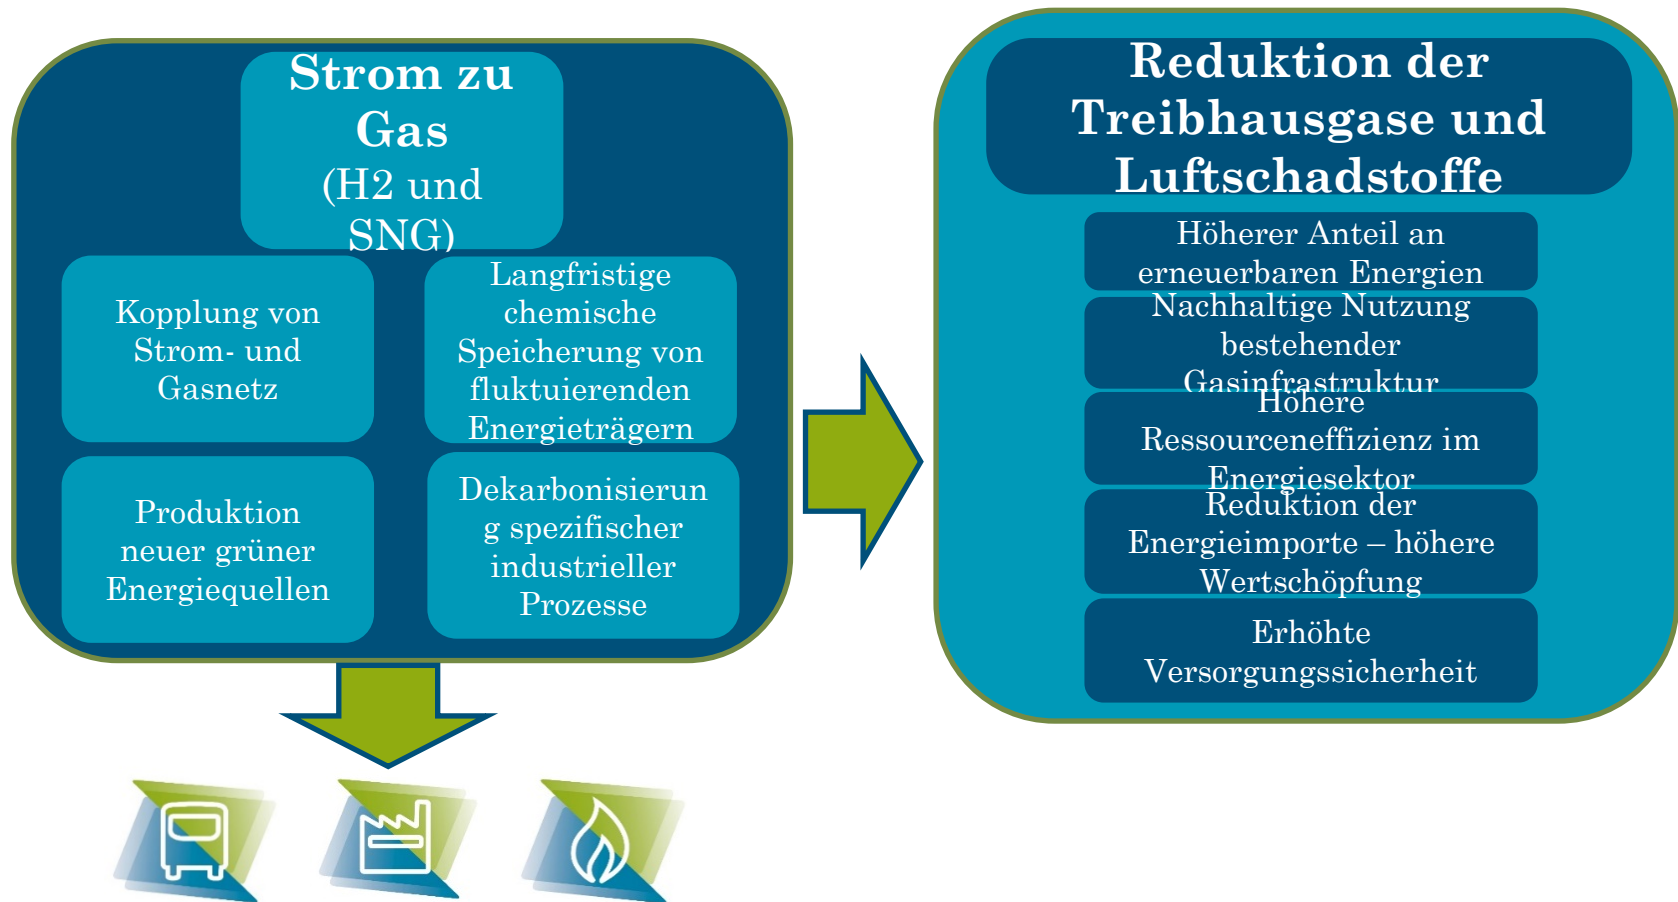 Strom zu
Gas
(H2 und
SNG)
Kopplung von
Strom- und
Gasnetz
Langfristige
chemische
Speicherung von
fluktuierenden
Energieträgern
Produktion
neuer grüner
Energiequellen
Dekarbonisierun
g spezifischer
industrieller
Prozesse
Reduktion der
Treibhausgase und
Luftschadstoffe
Höherer Anteil an
erneuerbaren Energien
Nachhaltige Nutzung
bestehender
Gasinfrastruktur
Höhere
Ressourceneffizienz im
Energiesektor
Reduktion der
Energieimporte – höhere
Wertschöpfung
Erhöhte
Versorgungssicherheit